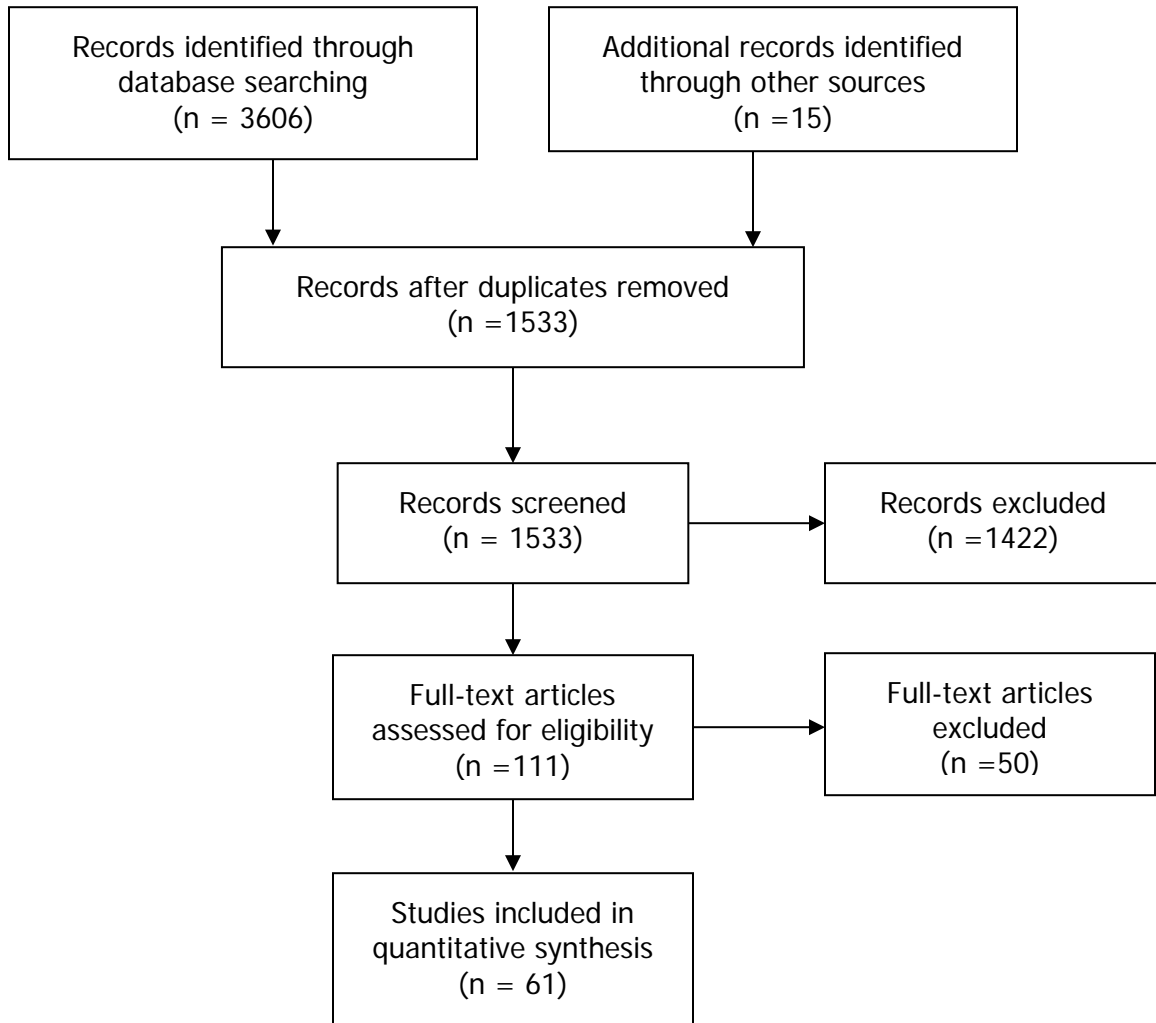 Records identified through
database searching
(n = 3606)
Additional records identified
through other sources
(n =15)
Records after duplicates removed
(n =1533)
Records screened
(n = 1533)
Records excluded
(n =1422)
Full-text articles
assessed for eligibility
(n =111)
Full-text articles
excluded
(n =50)
Studies included in
quantitative synthesis
(n = 61)